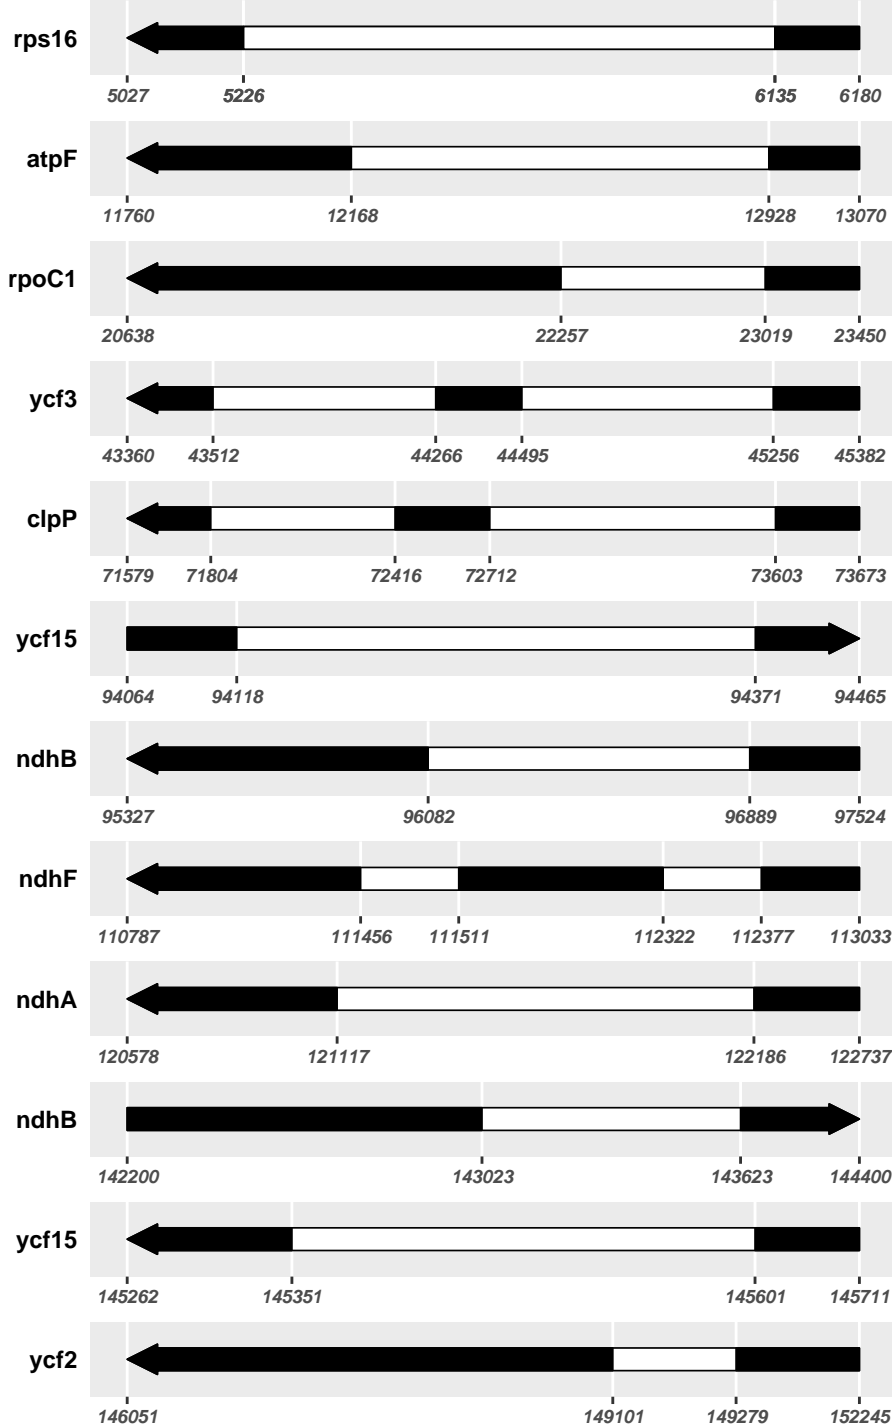 rps16
5027 5226 6135 6180
atpF
11760 12168 12928 13070
rpoC1
20638 22257 23019 23450
ycf3
43360 43512 44266 44495 45256 45382
clpP
71579 71804 72416 72712 73603 73673
ycf15
94064 94118 94371 94465
ndhB
95327 96082 96889 97524
ndhF
110787 111456 111511 112322 112377 113033
ndhA
120578 121117 122186 122737
ndhB
142200 143023 143623 144400
ycf15
145262 145351 145601 145711
ycf2
146051 149101 149279 152245